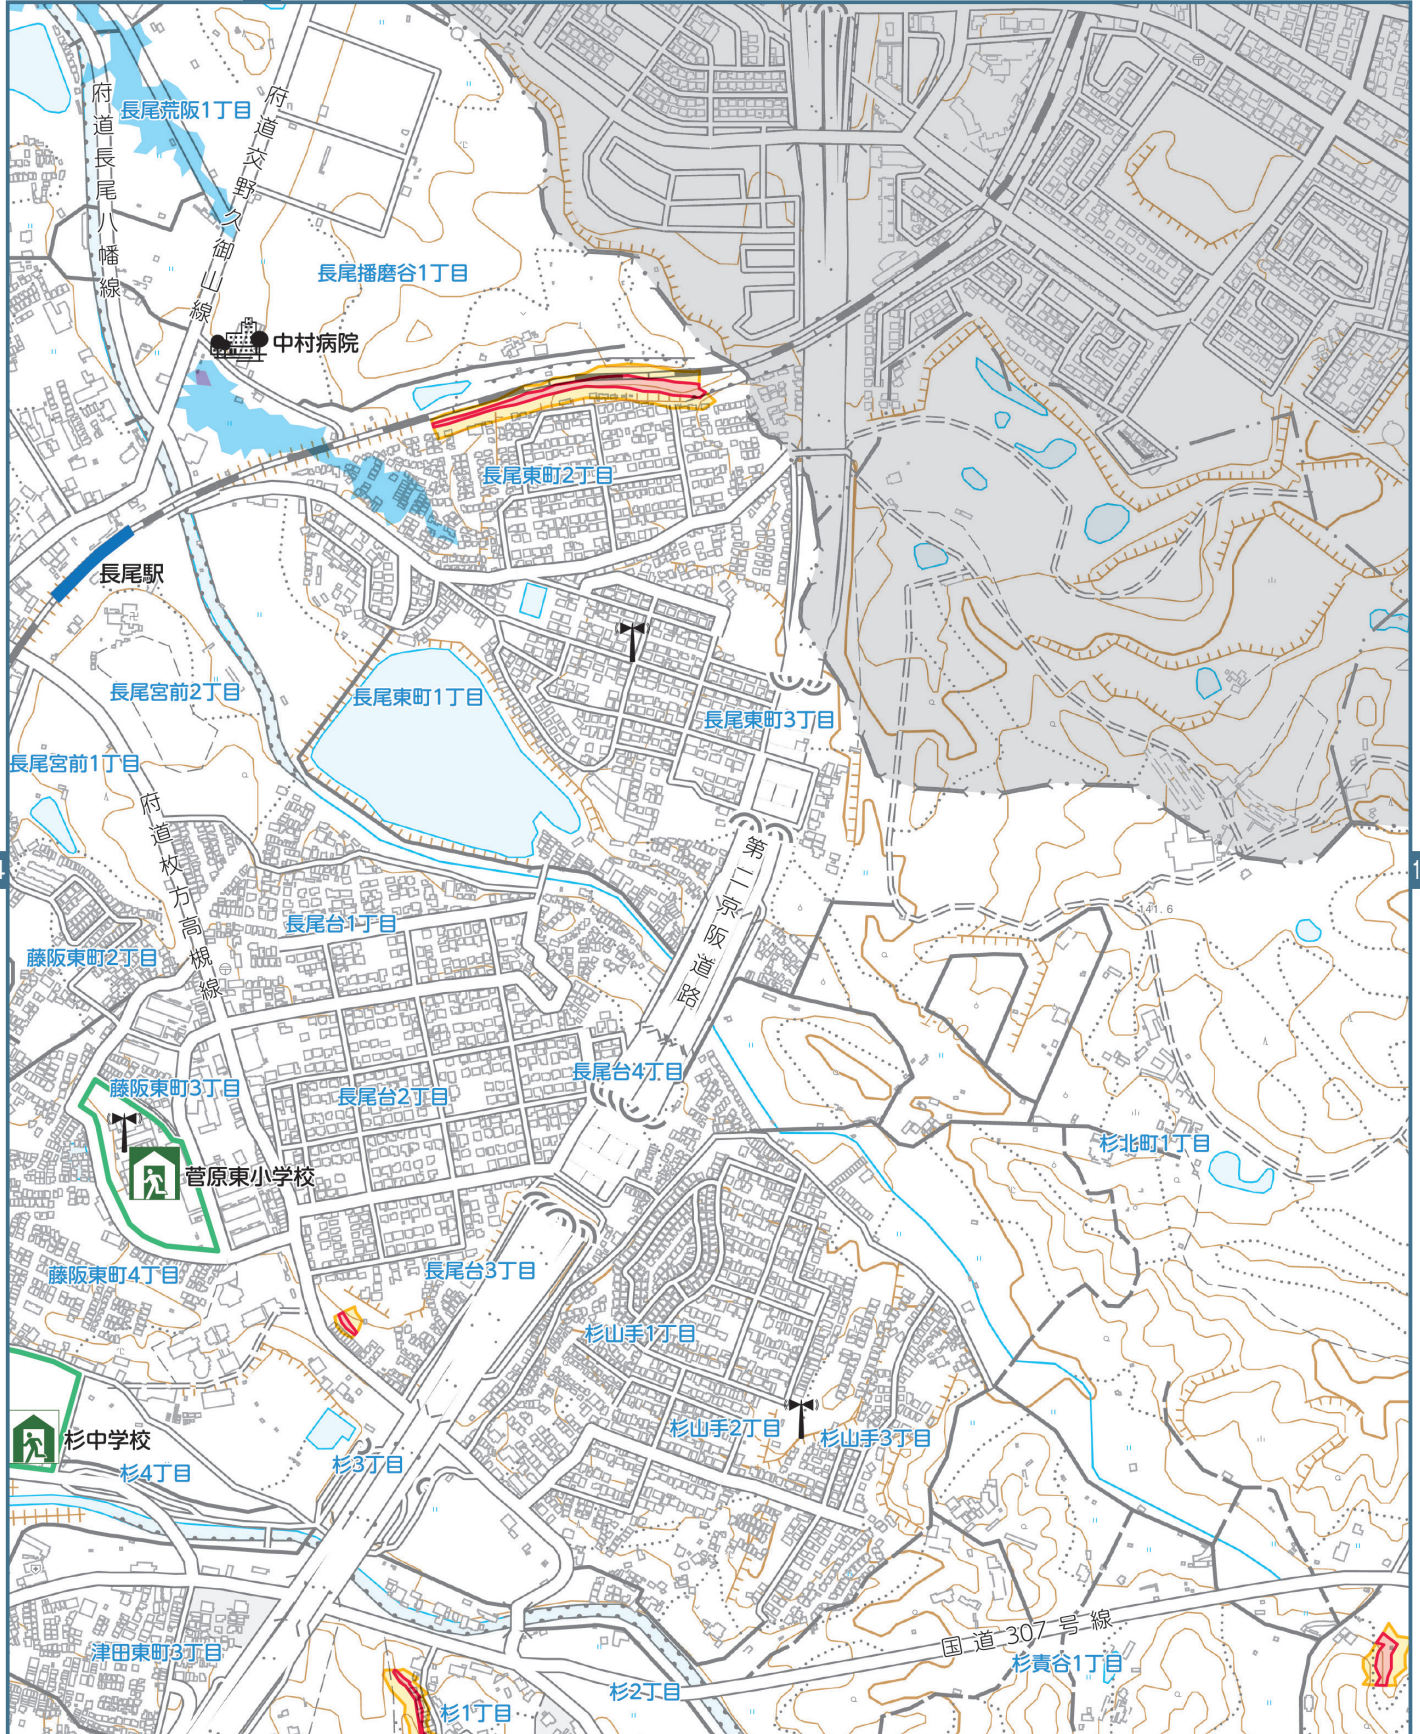 府道長尾八幡線
長尾荒阪1丁目
府道交野久御山線
長尾播磨谷1丁目
中村病院
長尾東町2丁目
長尾駅
長尾宮前2丁目
長尾東町1丁目
長尾東町3丁目
長尾宮前1丁目
府道枚方高槻線
第二京阪道路
4
1
長尾台1丁目
141.6
藤阪東町2丁目
長尾台4丁目
藤阪東町3丁目
長尾台2丁目
杉北町1丁目
菅原東小学校
藤阪東町4丁目
長尾台3丁目
杉山手1丁目
杉山手2丁目
杉山手3丁目
杉中学校
杉4丁目
杉3丁目
国道307号線
津田東町3丁目
杉責谷1丁目
杉2丁目
杉1丁目